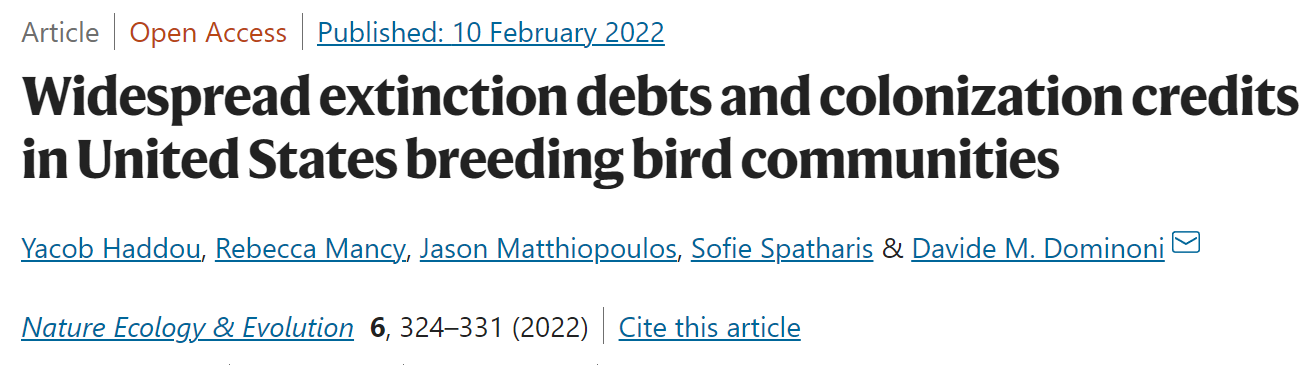 Article | Open Access | Published: 10 February 2022
Widespread extinction debts and colonization credits
in United States breeding bird communities
Yacob Haddou, Rebecca Mancy, Jason Matthiopoulos, Sofie Spatharis & Davide M. Dominoni
Nature Ecology & Evolution 6, 324–331 (2022) | Cite this article